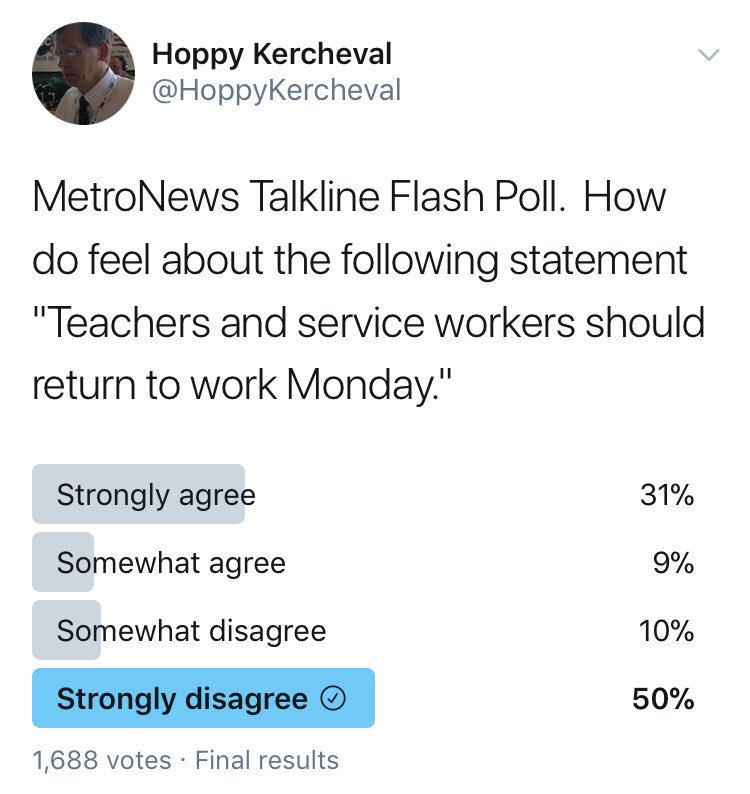 Hoppy Kercheval
@HoppyKercheval
MetroNews Talkline Flash Poll.  How
do feel about the following statement
"Teachers and service workers should
return to work Monday."
Strongly agree 31%
Somewhat agree 9%
Somewhat disagree 10%
Strongly disagree 50%
1,688 votes · Final results